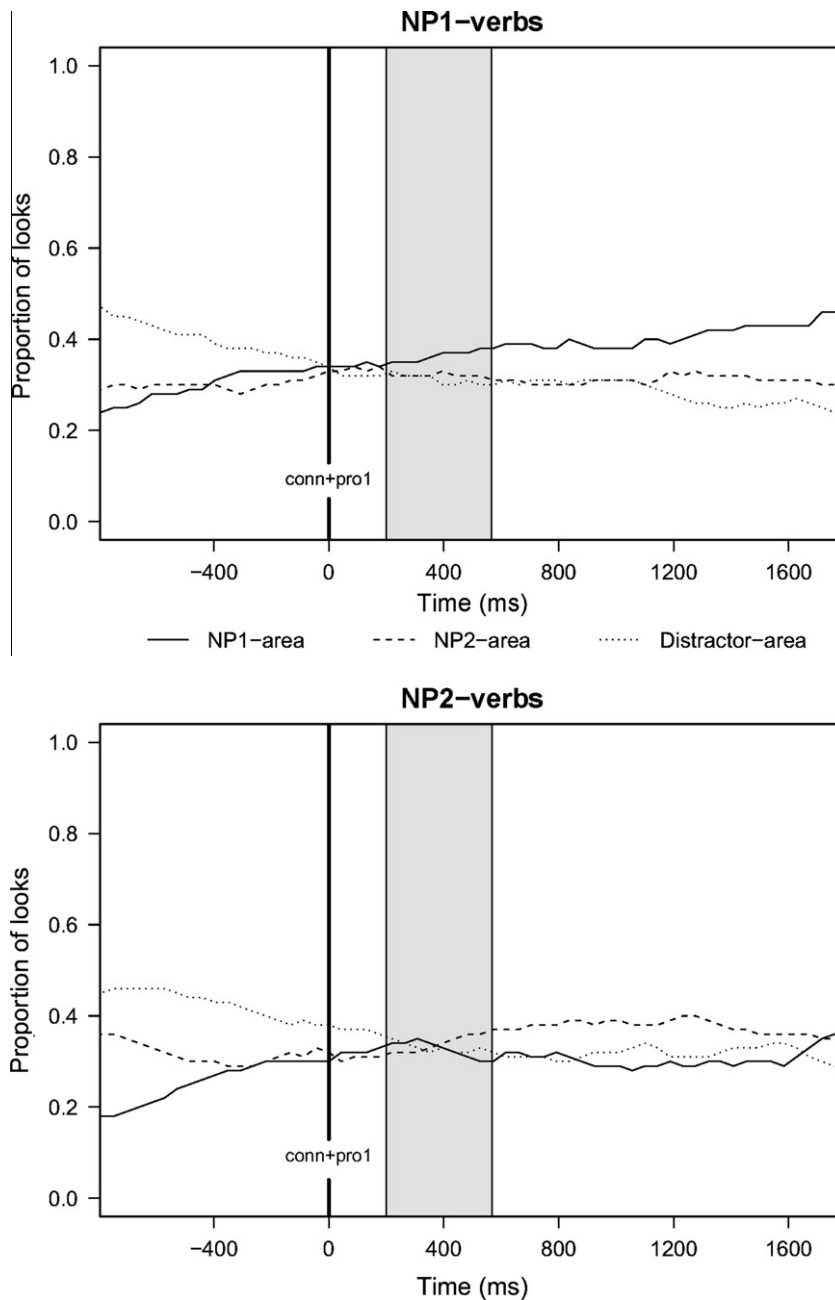 NP1−verbs
1.0
0.8
0.6
0.4
0.2
0.0
Proportion of looks
conn+pro1
−400 0 400 800 1200 1600
Time (ms)
NP1−area NP2−area Distractor−area
NP2−verbs
1.0
0.8
0.6
0.4
0.2
0.0
Proportion of looks
conn+pro1
−400 0 400 800 1200 1600
Time (ms)